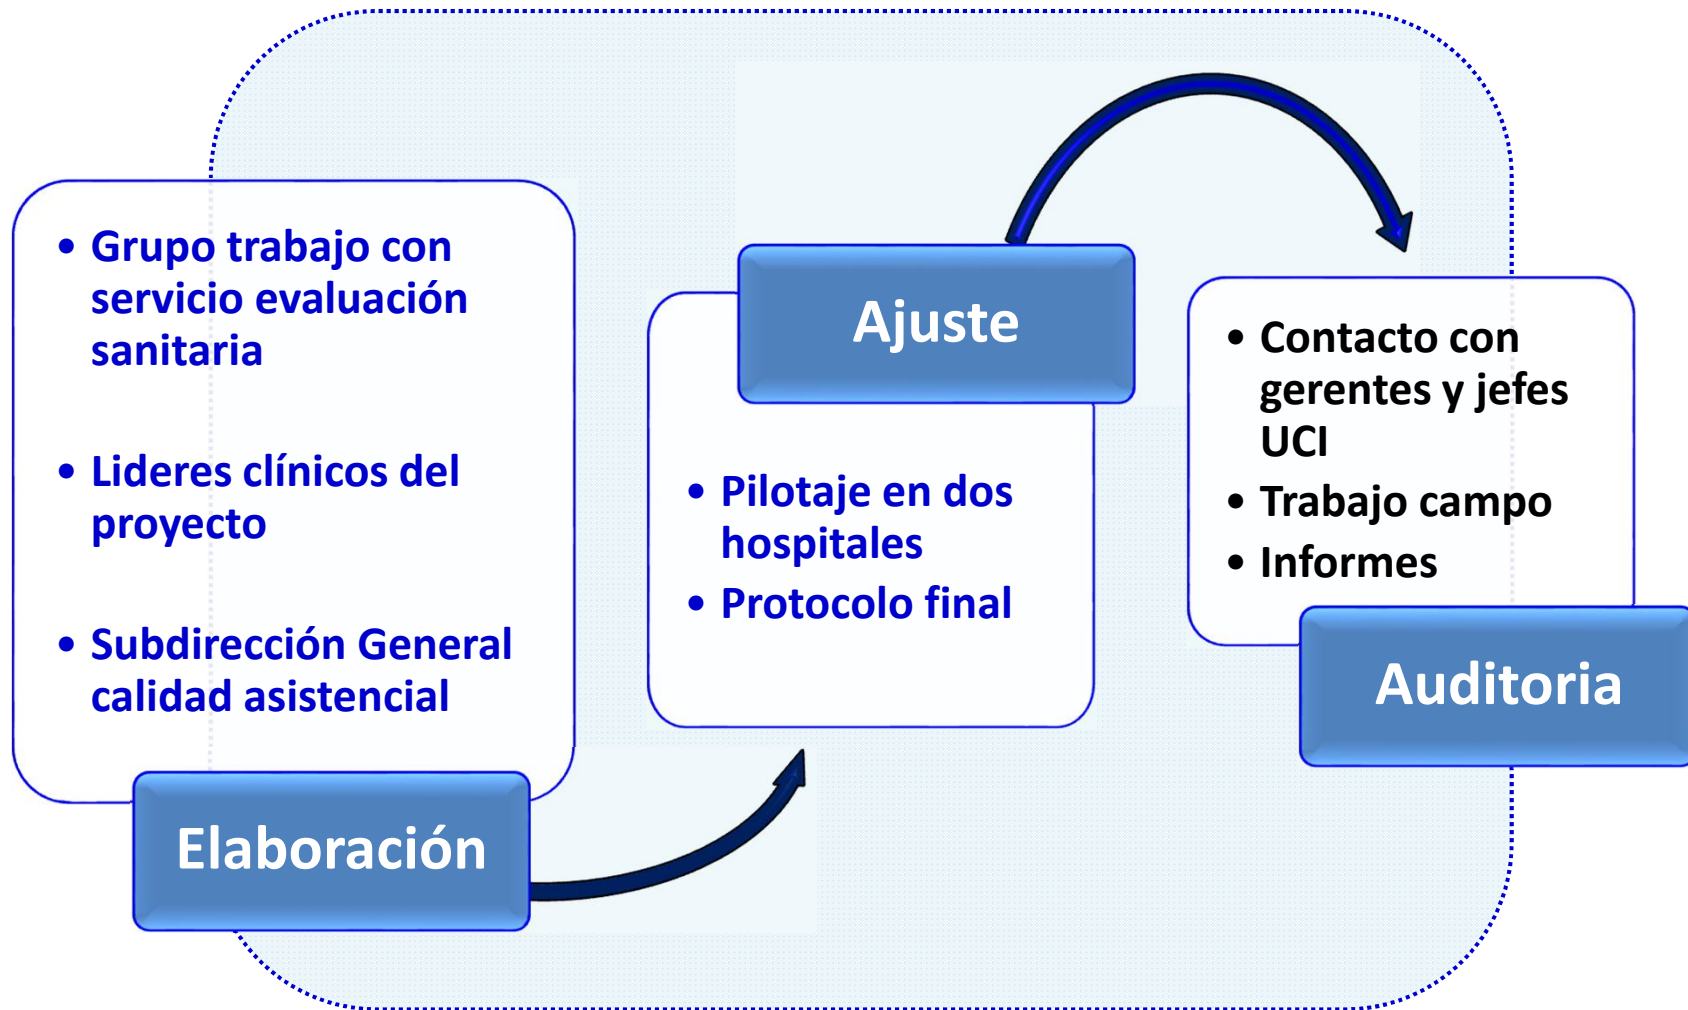 • Grupo trabajo con
servicio evaluación
sanitaria
• Lideres clínicos del
proyecto
• Subdirección General
calidad asistencial
Elaboración
Ajuste
• Pilotaje en dos
hospitales
• Protocolo final
• Contacto con
gerentes y jefes
UCI
• Trabajo campo
• Informes
Auditoria